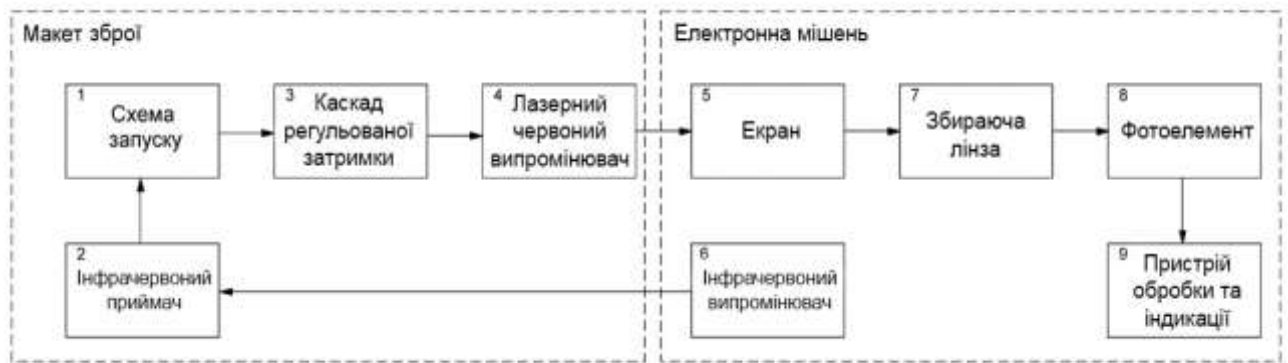 Макет зброї
Електронна мішень
1
Схема
запуску
3
Каскад
регульованої
затримки
4
Лазерний
червоний
випромінювач
5
Екран
7
Збираюча
лінза
8
Фотоелемент
2
Інфрачервоний
приймач
6
Інфрачервоний
випромінювач
9
Пристрій
обробки та
індикації